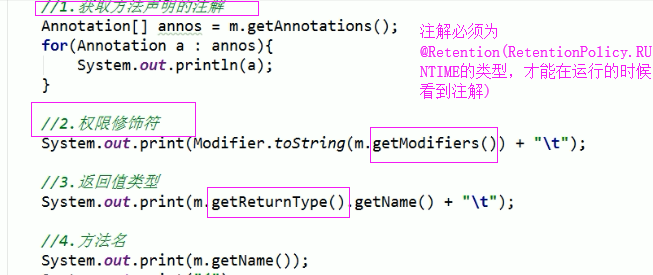 //1.获取方法声明的注解
Annotation[] annos = m.getAnnotations();
for(Annotation a : annos){
System.out.println(a);
}
注解必须为
@Retention(RetentionPolicy.RU
NTIME的类型，才能在运行的时候
看到注解)
//2.权限修饰符
System.out.print(Modifier.toString(m.getModifiers()) + "\t");
//3.返回值类型
System.out.print(m.getReturnType().getName() + "\t");
//4.方法名
System.out.print(m.getName());